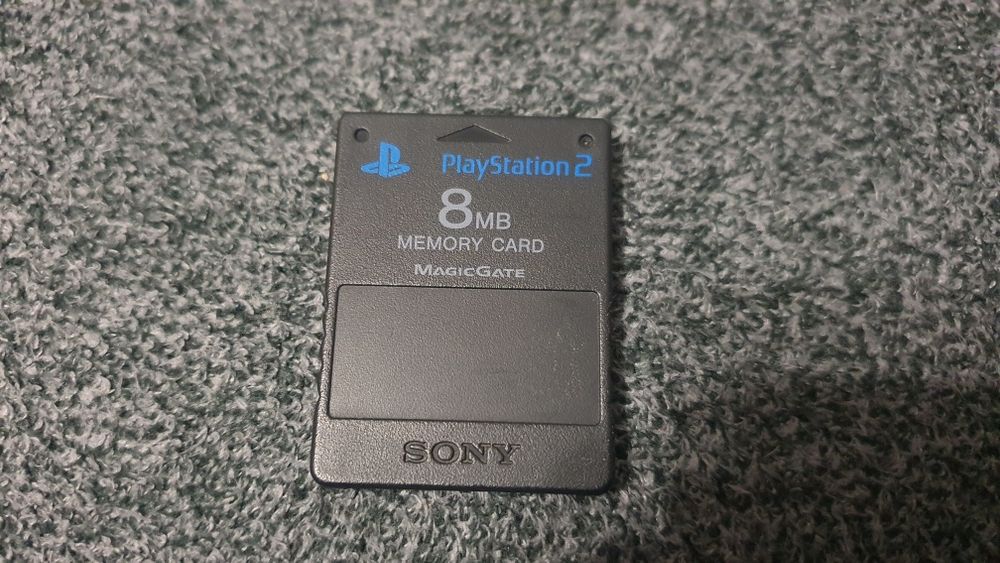 PlayStation 2
8MB
MEMORY CARD
MAGICGATE
SONY